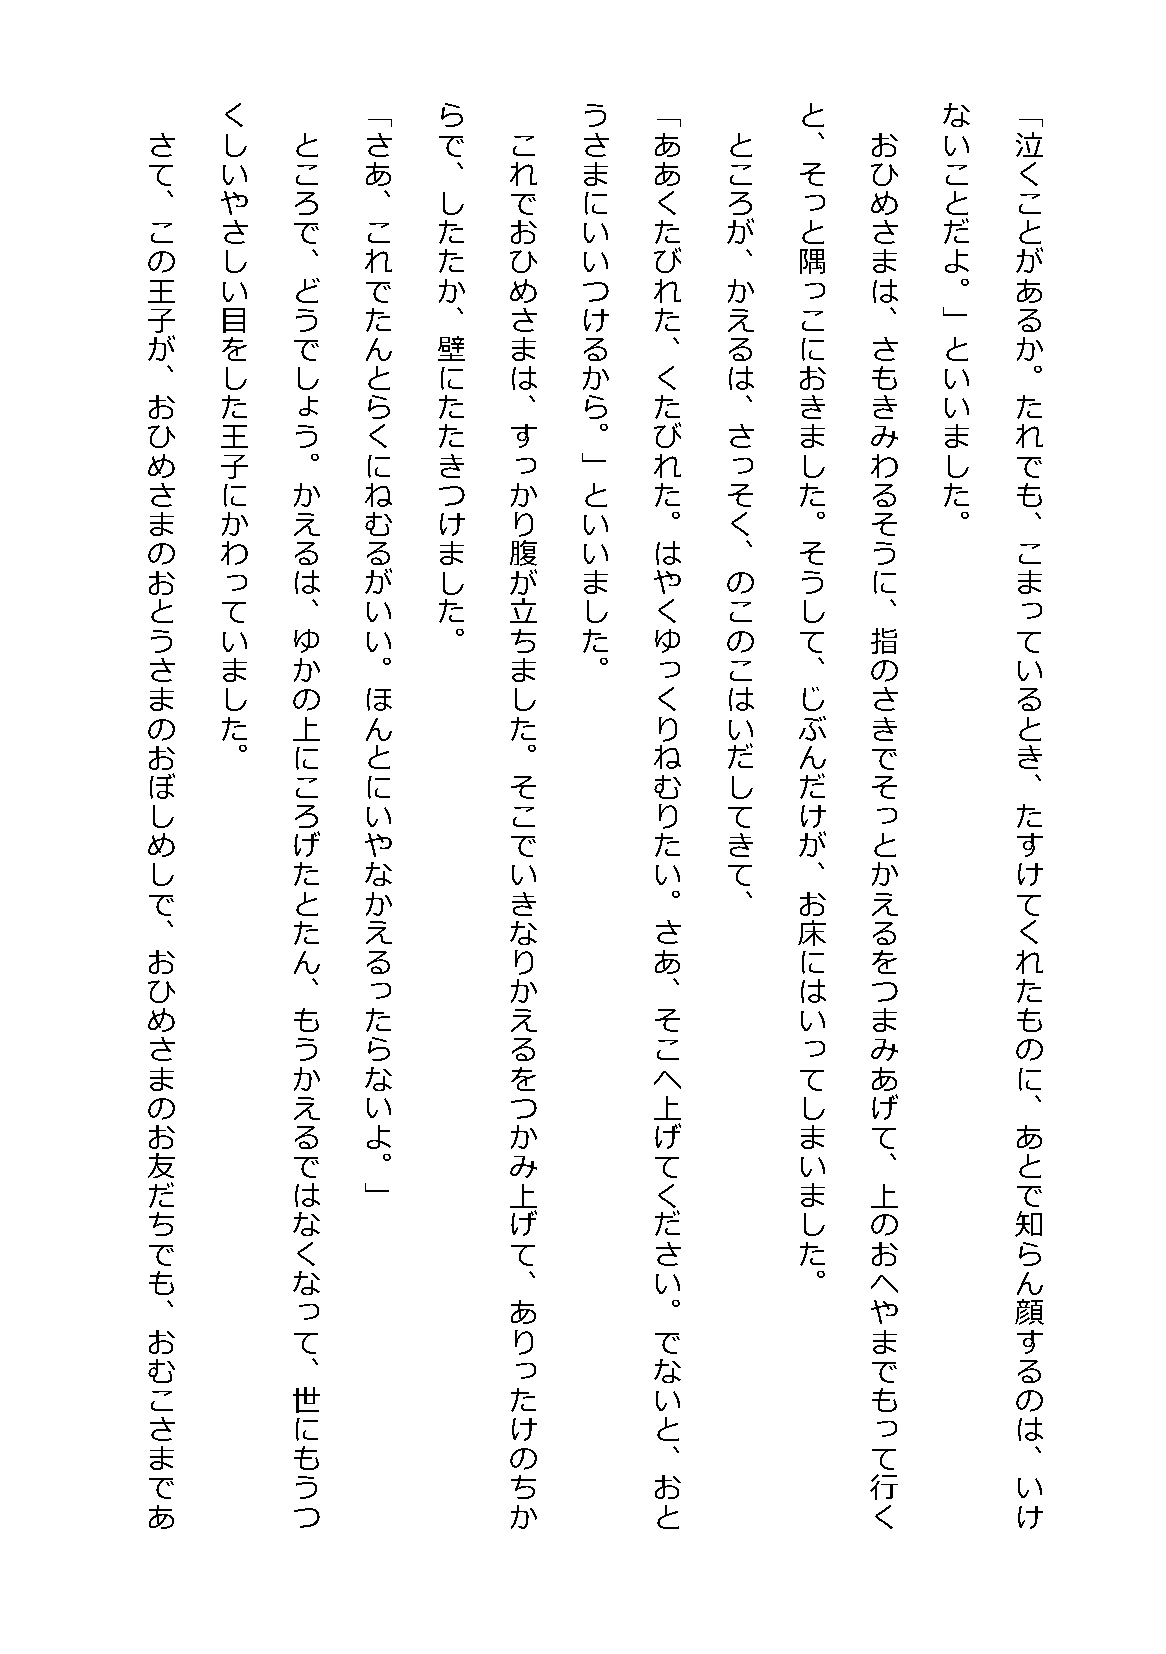 「泣くことがあるか。たれでも、こまっているとき、たすけてくれたものに、あとで知らん顔するのは、いけ
ないことだよ。」といいました。
　おひめさまは、さもきみわるそうに、指のさきでそっとかえるをつまみあげて、上のおへやまでもって行く
と、そっと隅っこにおきました。そうして、じぶんだけが、お床にはいってしまいました。
　ところが、かえるは、さっそく、のこのこはいだしてきて、
「ああくたびれた、くたびれた。はやくゆっくりねむりたい。さあ、そこへ上げてください。でないと、おと
うさまにいいつけるから。」といいました。
　これでおひめさまは、すっかり腹が立ちました。そこでいきなりかえるをつかみ上げて、ありったけのちか
らで、したたか、壁にたたきつけました。
「さあ、これでたんとらくにねむるがいい。ほんとにいやなかえるったらないよ。」
　ところで、どうでしょう。かえるは、ゆかの上にころげたとたん、もうかえるではなくなって、世にもうつ
くしいやさしい目をした王子にかわっていました。
　さて、この王子が、おひめさまのおとうさまのおぼしめしで、おひめさまのお友だちでも、おむこさまであ